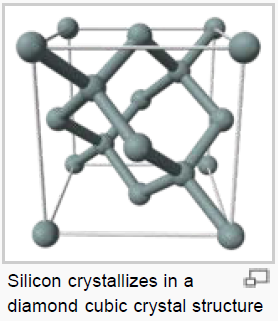 Silicon crystallizes in a
diamond cubic crystal structure